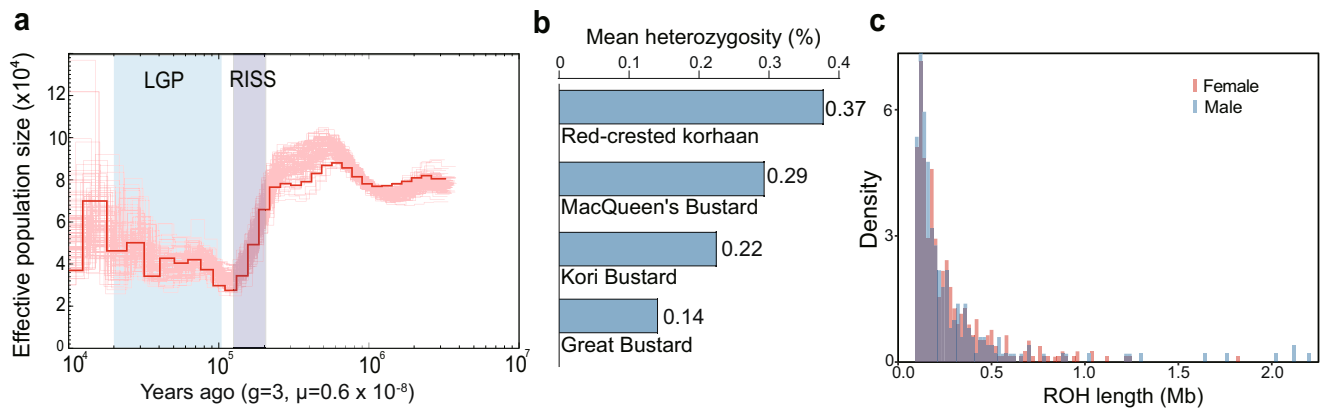 a
Effective population size (x10⁴)
12
10
8
6
4
2
0
LGP
RISS
10⁴
10⁵
10⁶
10⁷
Years ago (g=3, μ=0.6 x 10⁻⁸)
b
Mean heterozygosity (%)
0
0.1
0.2
0.3
0.4
0.37
Red-crested korhaan
0.29
MacQueen's Bustard
0.22
Kori Bustard
0.14
Great Bustard
c
Density
6
3
0
Female
Male
0.0
0.5
1.0
1.5
2.0
ROH length (Mb)